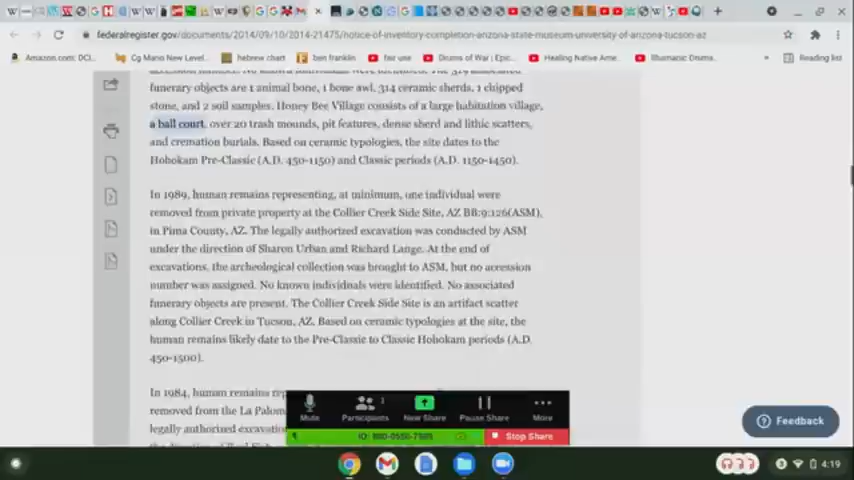 federalregister.gov/documents/2014/09/10/2014-21475/notice-of-inventory-completion-arizona-state-museum-university-of-arizona-tucson-az
Amazon.com: DCI... Cg Mano New Level... hebrew chart ben franklin fair use Drums of War | Epic... Healing Native Ame... Shamanic Drums... Reading list
funerary objects are 1 animal bone, 1 bone awl, 314 ceramic sherds, 1 chipped
stone, and 2 soil samples. Honey Bee Village consists of a large habitation village,
a ball court, over 20 trash mounds, pit features, dense sherd and lithic scatters,
and cremation burials. Based on ceramic typologies, the site dates to the
Hohokam Pre-Classic (A.D. 450-1150) and Classic periods (A.D. 1150-1450).
In 1989, human remains representing, at minimum, one individual were
removed from private property at the Collier Creek Side Site, AZ BB:9:126(ASM),
in Pima County, AZ. The legally authorized excavation was conducted by ASM
under the direction of Sharon Urban and Richard Lange. At the end of
excavations, the archeological collection was brought to ASM, but no accession
number was assigned. No known individuals were identified. No associated
funerary objects are present. The Collier Creek Side Site is an artifact scatter
along Collier Creek in Tucson, AZ. Based on ceramic typologies at the site, the
human remains likely date to the Pre-Classic to Classic Hohokam periods (A.D.
450-1500).
In 1984, human remains rep
removed from the La Paloma
legally authorized excavation
Mute Participants 1 New Share Pause Share More
Stop Share
Feedback
4:19